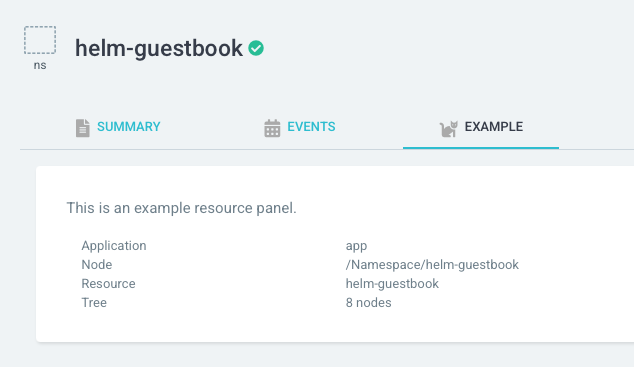 helm-guestbook
ns
SUMMARY EVENTS EXAMPLE
This is an example resource panel.
Application app
Node /Namespace/helm-guestbook
Resource helm-guestbook
Tree 8 nodes